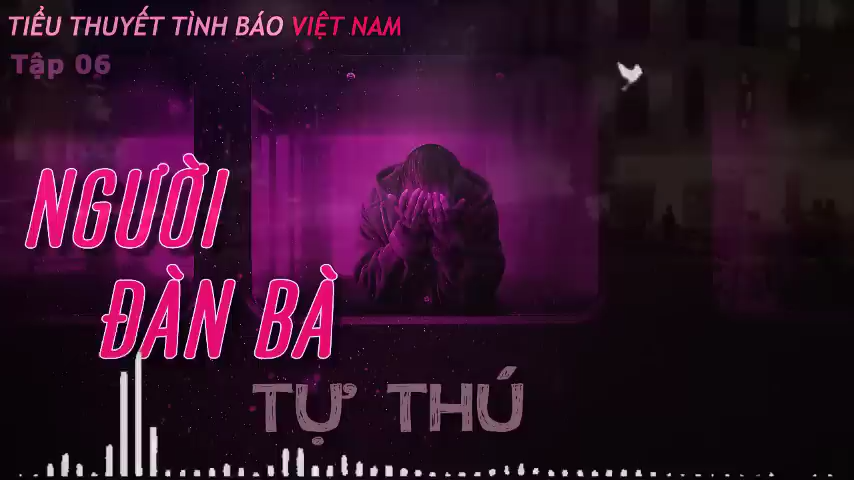 TIỂU THUYẾT TÌNH BÁO VIỆT NAM
Tập 06
NGƯỜI
ĐÀN BÀ
TỰ THÚ